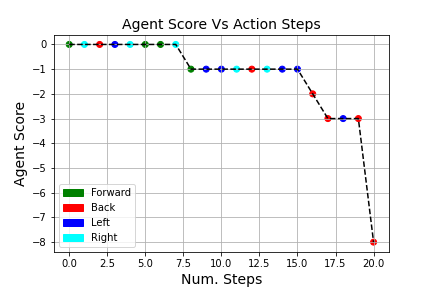 Agent Score Vs Action Steps
Agent Score
0
−1
−2
−3
−4
−5
−6
−7
−8
Forward
Back
Left
Right
0.0 2.5 5.0 7.5 10.0 12.5 15.0 17.5 20.0
Num. Steps